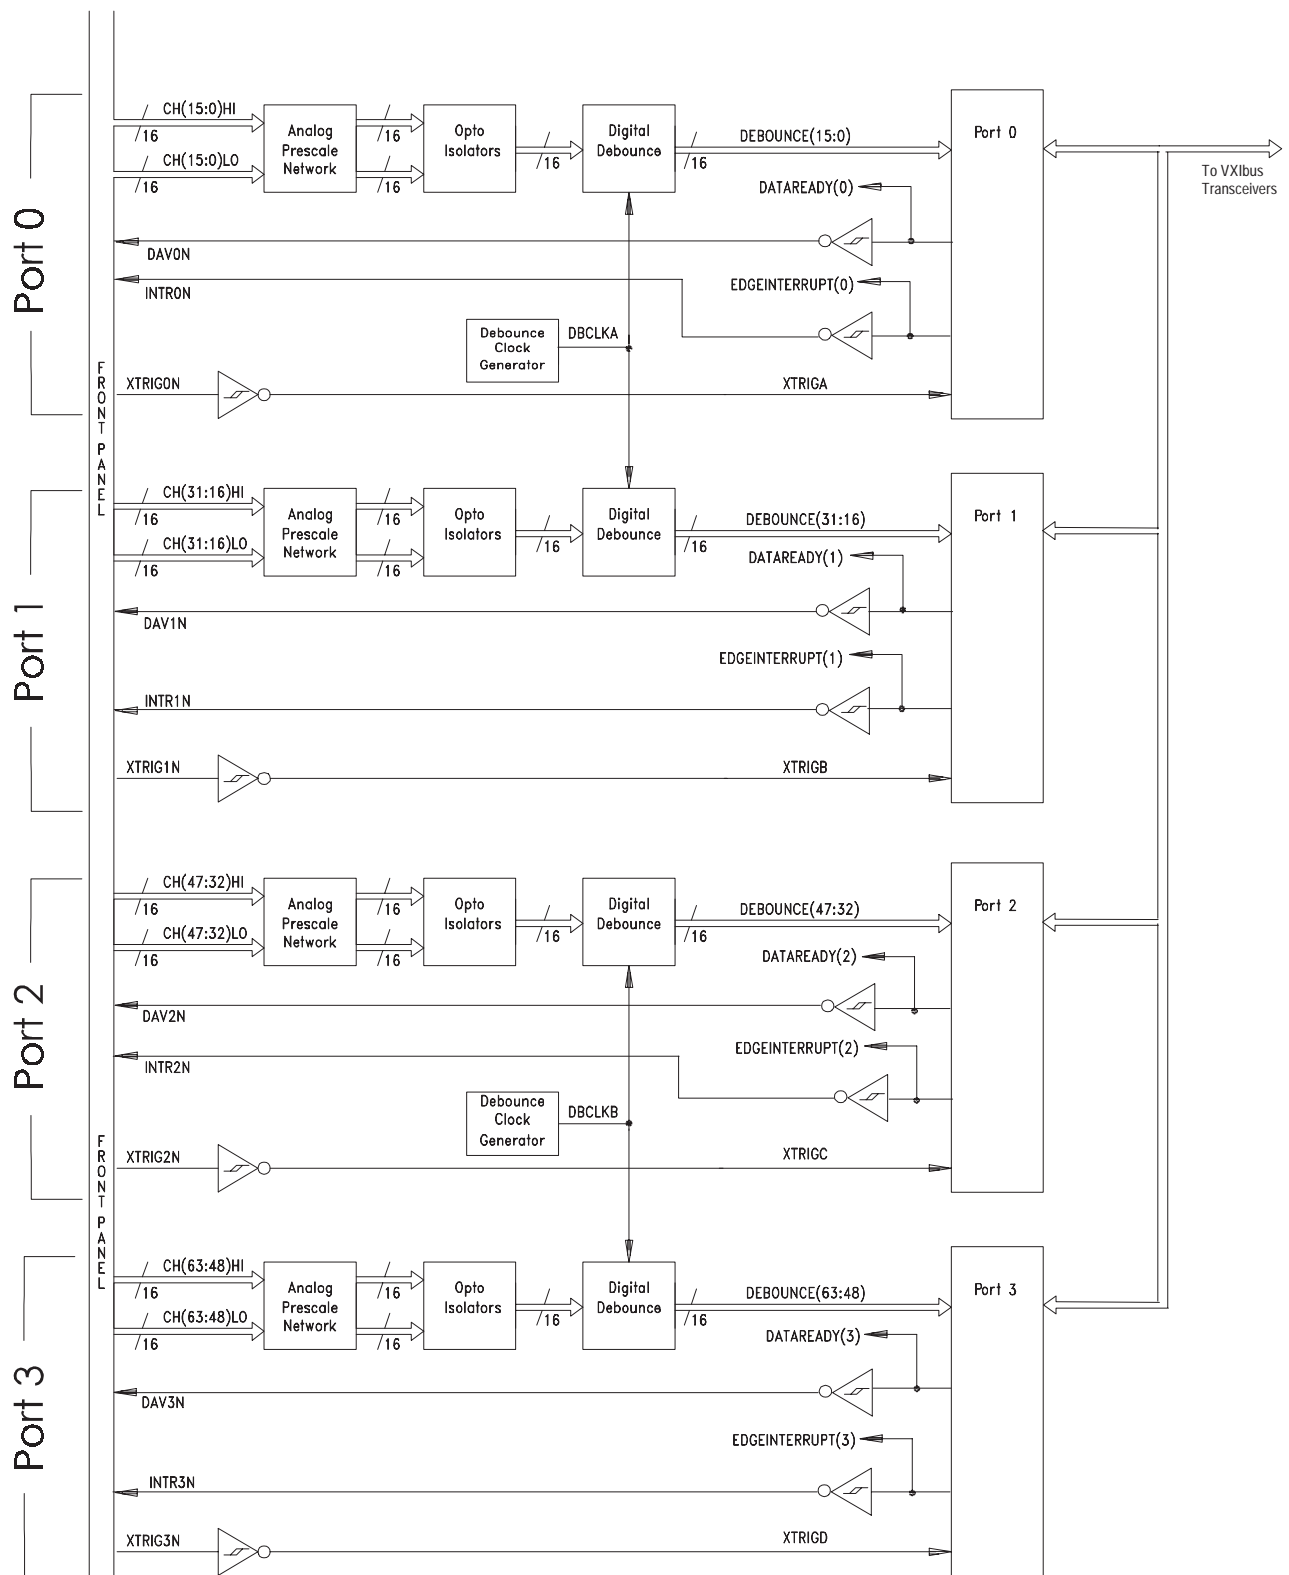 Port 0
CH(15:0)HI
16
CH(15:0)LO
16
Analog
Prescale
Network
16
16
Opto
Isolators
16
Digital
Debounce
16
DEBOUNCE(15:0)
Port 0
To VXIbus
Transceivers
DATAREADY(0)
DAV0N
INTR0N
EDGEINTERRUPT(0)
Debounce
Clock
Generator
DBCLKA
XTRIG0N
XTRIGA
FRONT PANEL
Port 1
CH(31:16)HI
16
CH(31:16)LO
16
Analog
Prescale
Network
16
16
Opto
Isolators
16
Digital
Debounce
16
DEBOUNCE(31:16)
Port 1
DATAREADY(1)
DAV1N
EDGEINTERRUPT(1)
INTR1N
XTRIG1N
XTRIGB
Port 2
CH(47:32)HI
16
CH(47:32)LO
16
Analog
Prescale
Network
16
16
Opto
Isolators
16
Digital
Debounce
16
DEBOUNCE(47:32)
Port 2
DATAREADY(2)
DAV2N
EDGEINTERRUPT(2)
INTR2N
Debounce
Clock
Generator
DBCLKB
XTRIG2N
XTRIGC
FRONT PANEL
Port 3
CH(63:48)HI
16
CH(63:48)LO
16
Analog
Prescale
Network
16
16
Opto
Isolators
16
Digital
Debounce
16
DEBOUNCE(63:48)
Port 3
DATAREADY(3)
DAV3N
EDGEINTERRUPT(3)
INTR3N
XTRIG3N
XTRIGD